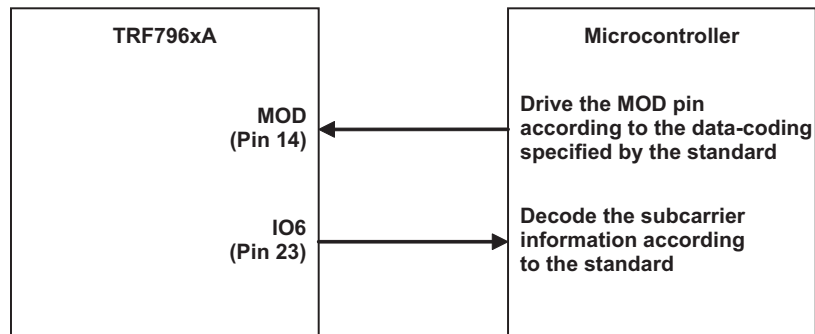 TRF796xA
Microcontroller
MOD
(Pin 14)
Drive the MOD pin
according to the data-coding
specified by the standard
IO6
(Pin 23)
Decode the subcarrier
information according
to the standard